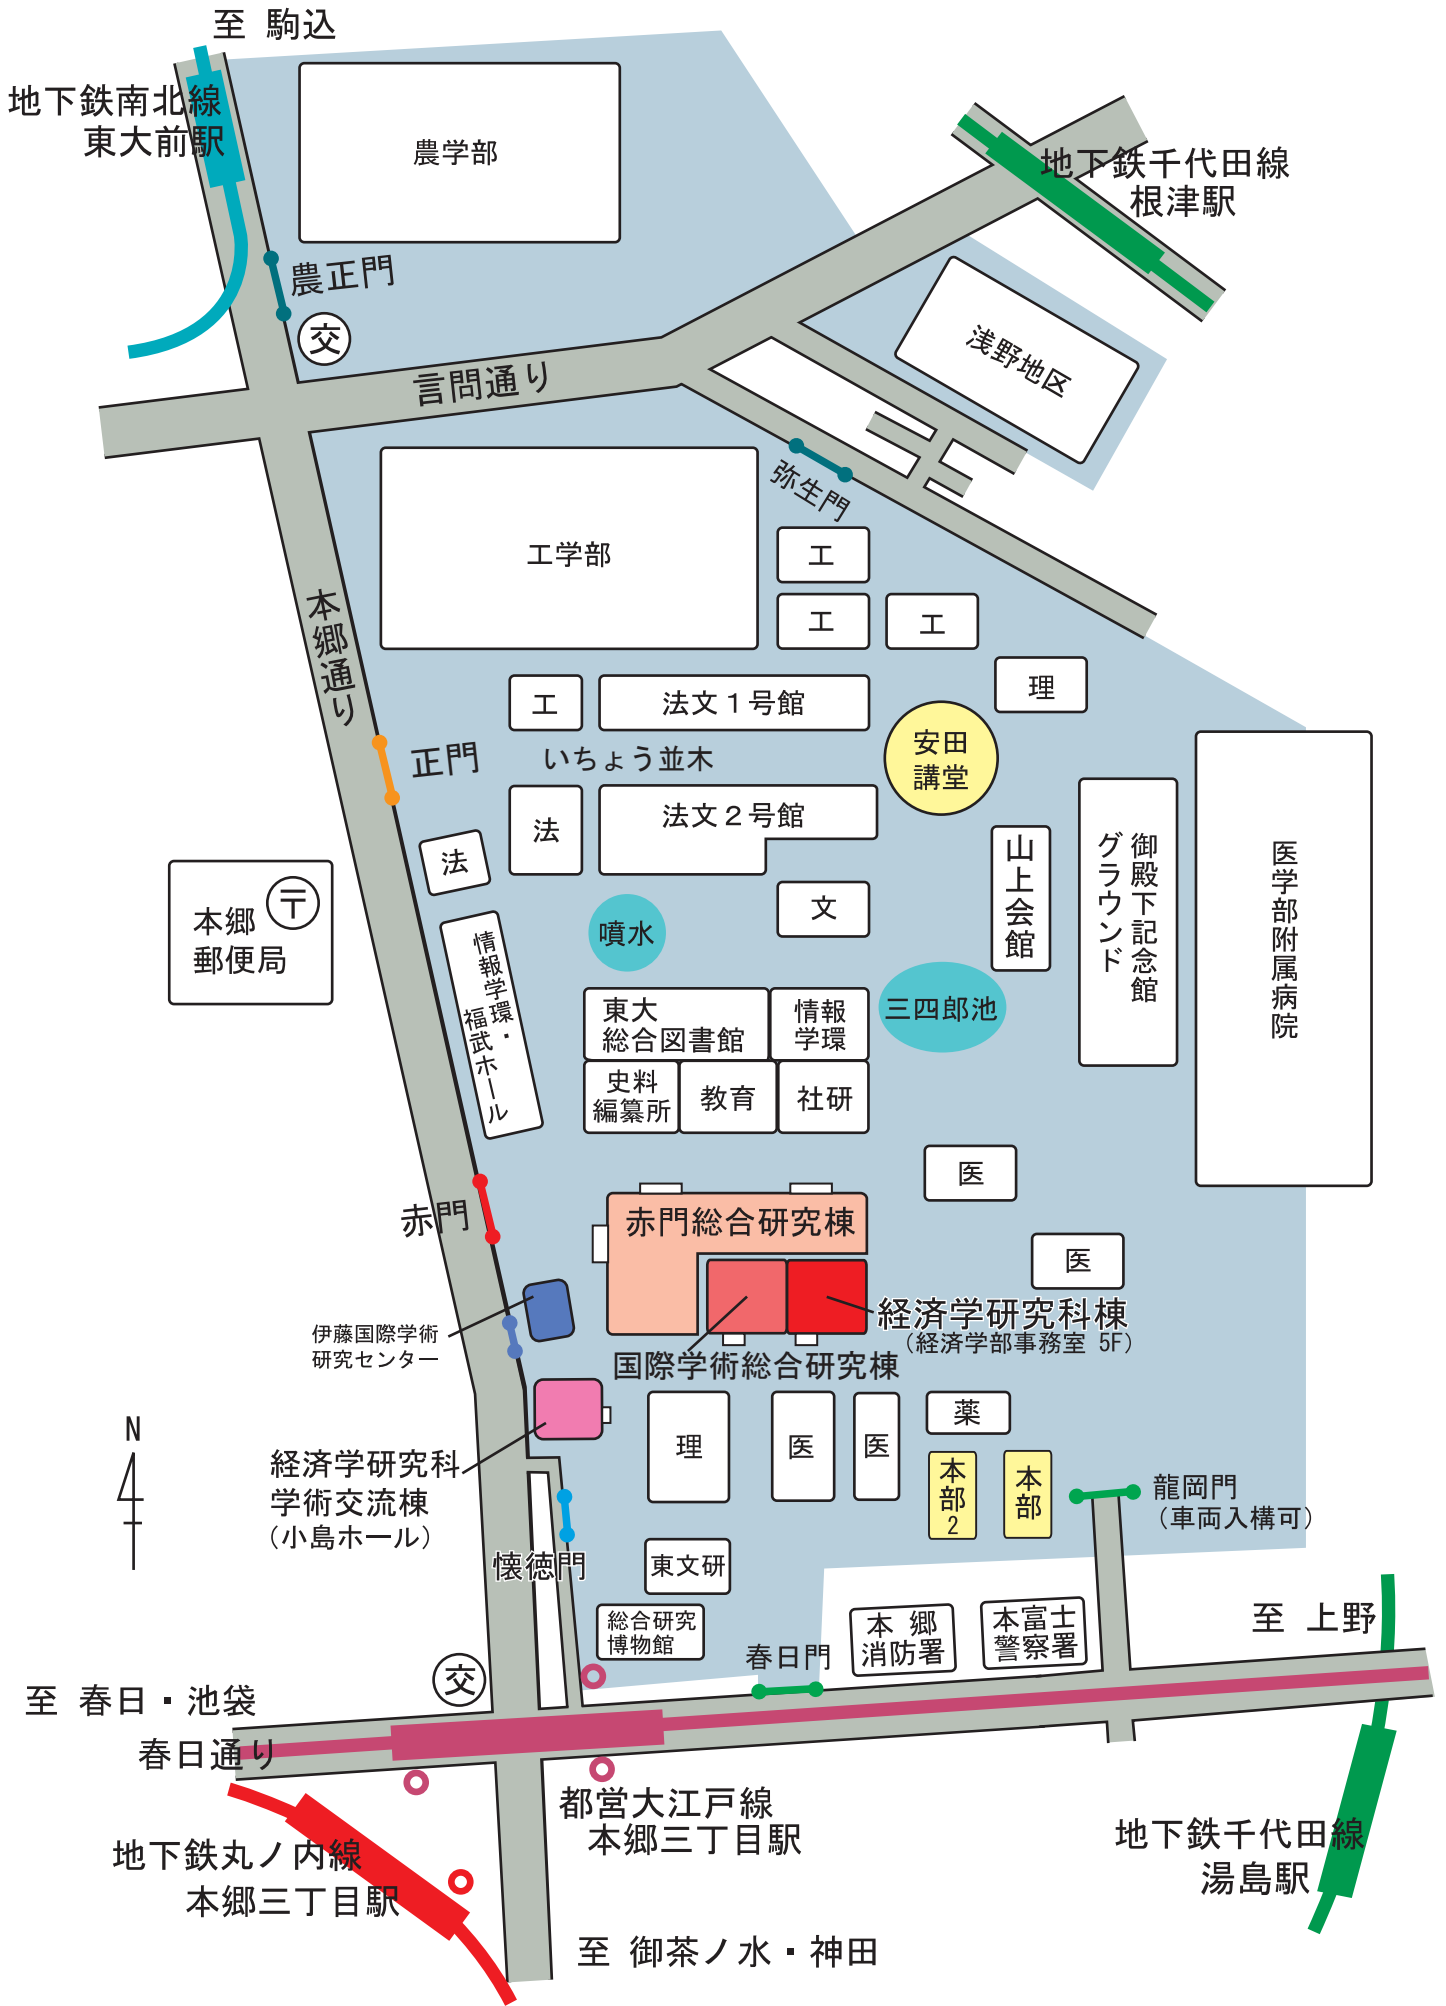 至 駒込
地下鉄南北線
東大前駅
農学部
地下鉄千代田線
根津駅
農正門
交
言問通り
浅野地区
弥生門
工学部
工
工
工
本郷通り
理
工
法文1号館
安田
講堂
正門
いちょう並木
法
法文2号館
法
山上会館
御殿下記念館
グラウンド
医学部附属病院
本郷
郵便局
〒
文
噴水
情報学環・
福武ホール
東大
総合図書館
情報
学環
三四郎池
史料
編纂所
教育
社研
医
赤門
赤門総合研究棟
医
経済学研究科棟
(経済学部事務室 5F)
伊藤国際学術
研究センター
国際学術総合研究棟
理
医
医
薬
N
経済学研究科
学術交流棟
(小島ホール)
本部2
本部
龍岡門
(車両入構可)
懐徳門
東文研
総合研究
博物館
春日門
本 郷
消防署
本富士
警察署
至 上野
交
至 春日・池袋
春日通り
都営大江戸線
本郷三丁目駅
地下鉄丸ノ内線
本郷三丁目駅
地下鉄千代田線
湯島駅
至 御茶ノ水・神田